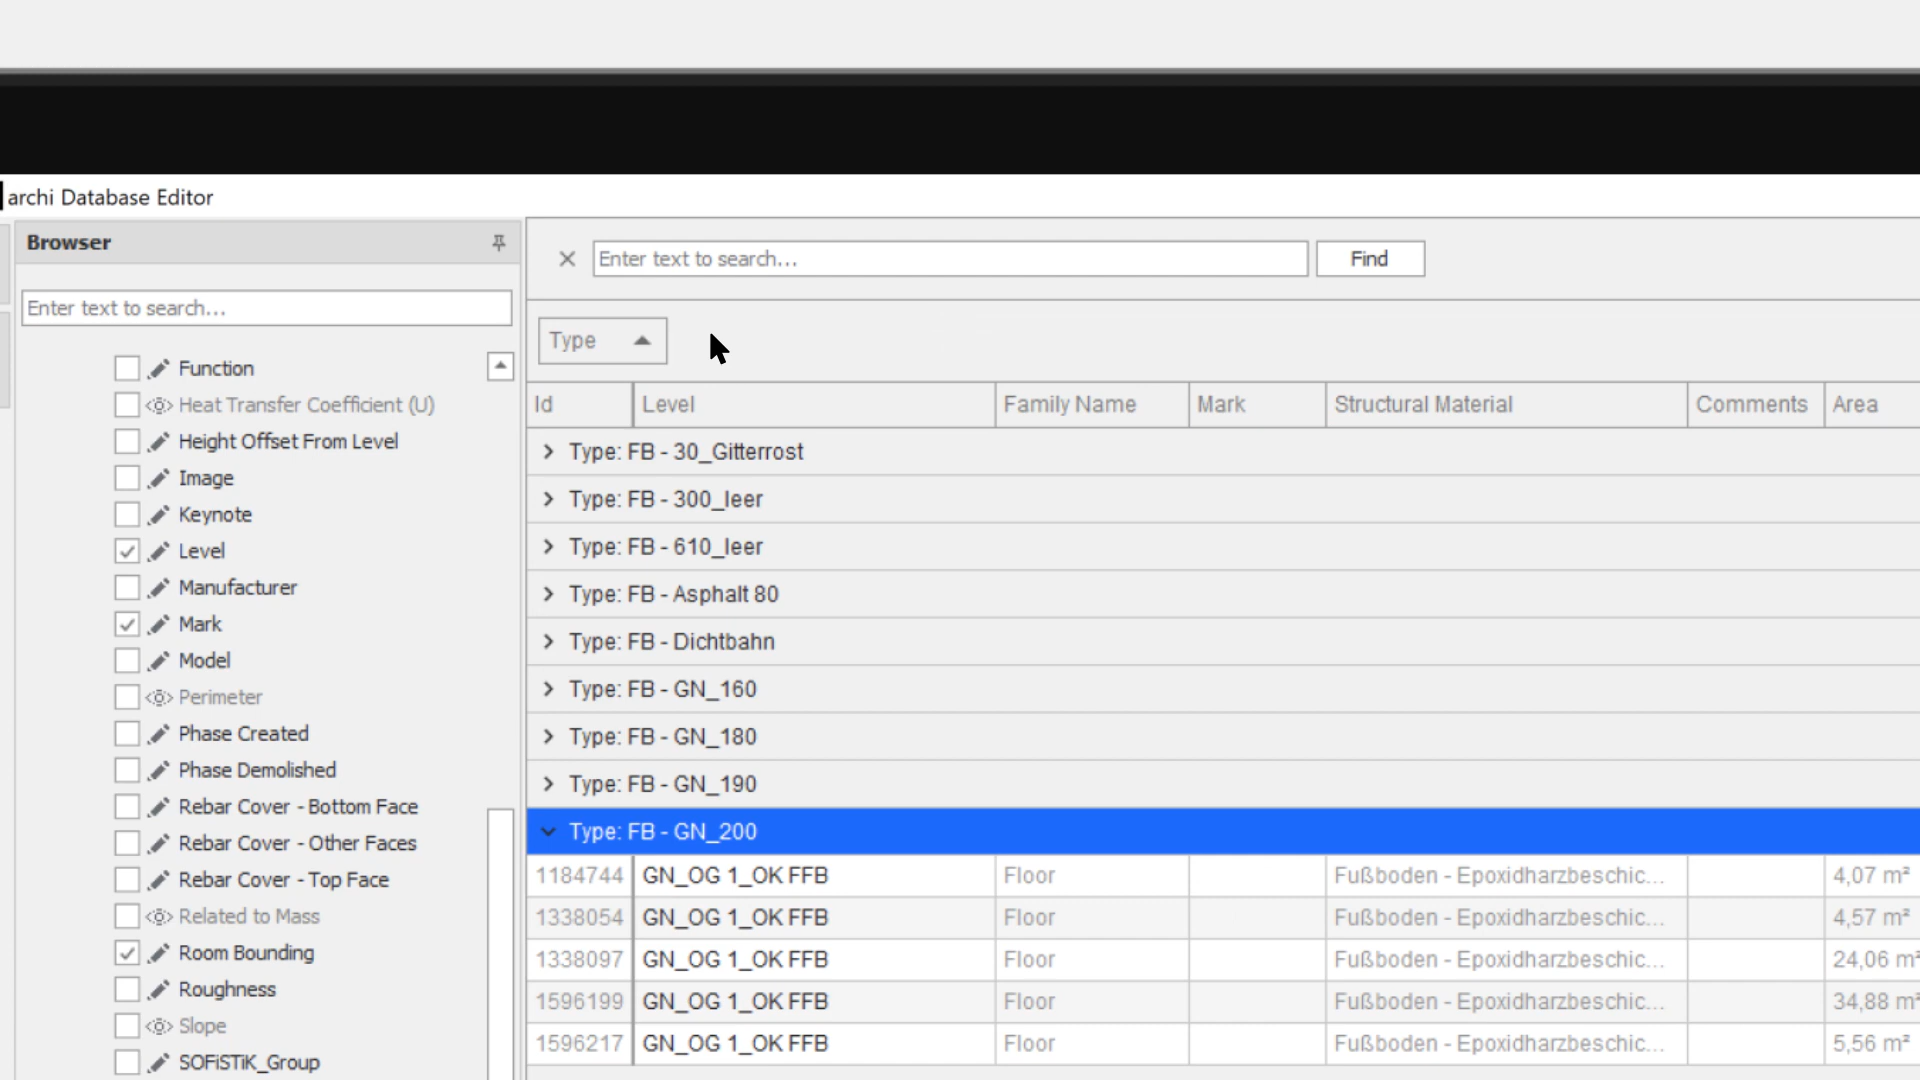 archi Database Editor
Browser
Enter text to search...
Find
Enter text to search...
Type
Function
Heat Transfer Coefficient (U)
Height Offset From Level
Image
Keynote
Level
Manufacturer
Mark
Model
Perimeter
Phase Created
Phase Demolished
Rebar Cover - Bottom Face
Rebar Cover - Other Faces
Rebar Cover - Top Face
Related to Mass
Room Bounding
Roughness
Slope
SOFiSTiK_Group
Id Level Family Name Mark Structural Material Comments Area
Type: FB - 30_Gitterrost
Type: FB - 300_leer
Type: FB - 610_leer
Type: FB - Asphalt 80
Type: FB - Dichtbahn
Type: FB - GN_160
Type: FB - GN_180
Type: FB - GN_190
Type: FB - GN_200
1184744 GN_OG 1_OK FFB Floor Fußboden - Epoxidharzbeschic... 4,07 m²
1338054 GN_OG 1_OK FFB Floor Fußboden - Epoxidharzbeschic... 4,57 m²
1338097 GN_OG 1_OK FFB Floor Fußboden - Epoxidharzbeschic... 24,06 m²
1596199 GN_OG 1_OK FFB Floor Fußboden - Epoxidharzbeschic... 34,88 m²
1596217 GN_OG 1_OK FFB Floor Fußboden - Epoxidharzbeschic... 5,56 m²